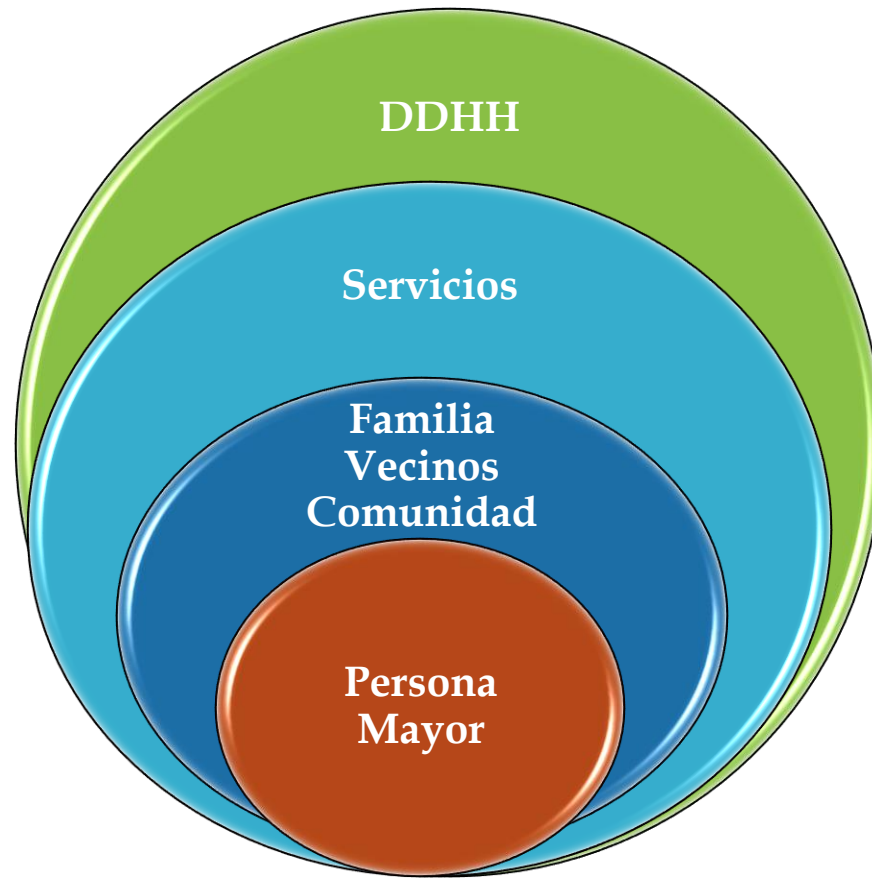 DDHH
Servicios
Familia
Vecinos
Comunidad
Persona
Mayor